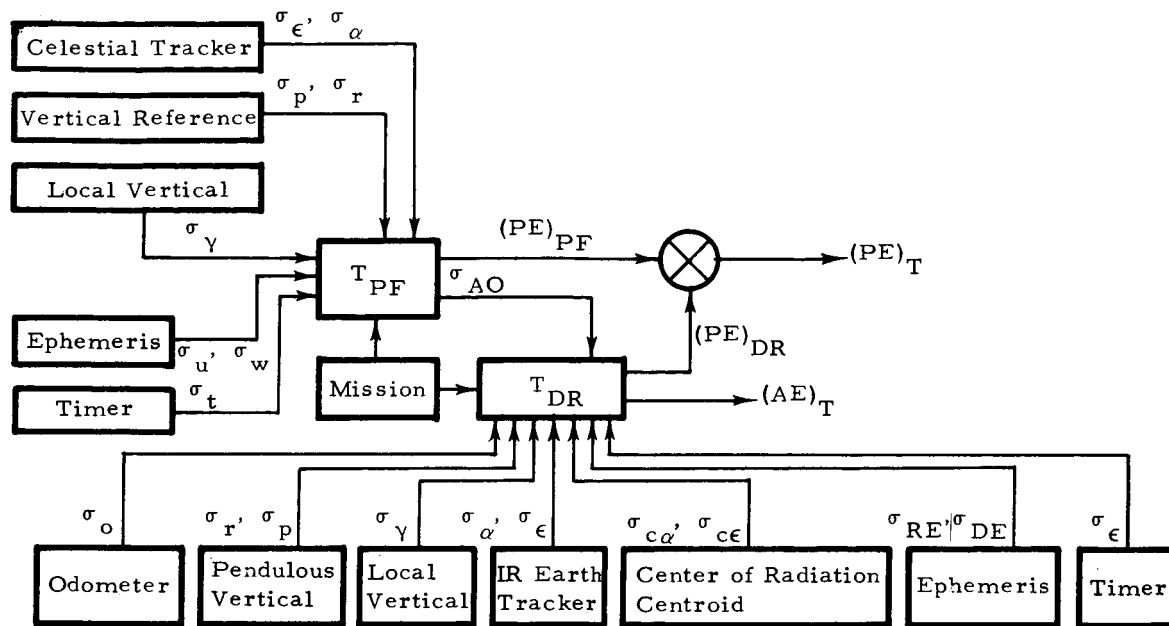 σϵ, σα
Celestial Tracker
σp, σr
Vertical Reference
Local Vertical
σγ
(PE)PF
(PE)T
TPF
σAO
Ephemeris
σu, σw
(PE)DR
Mission
TDR
(AE)T
Timer
σt
σo
σr, σp
σγ
σα, σϵ
σcα, σcϵ
σRE, σDE
σϵ
Odometer
Pendulous
Vertical
Local
Vertical
IR Earth
Tracker
Center of Radiation
Centroid
Ephemeris
Timer